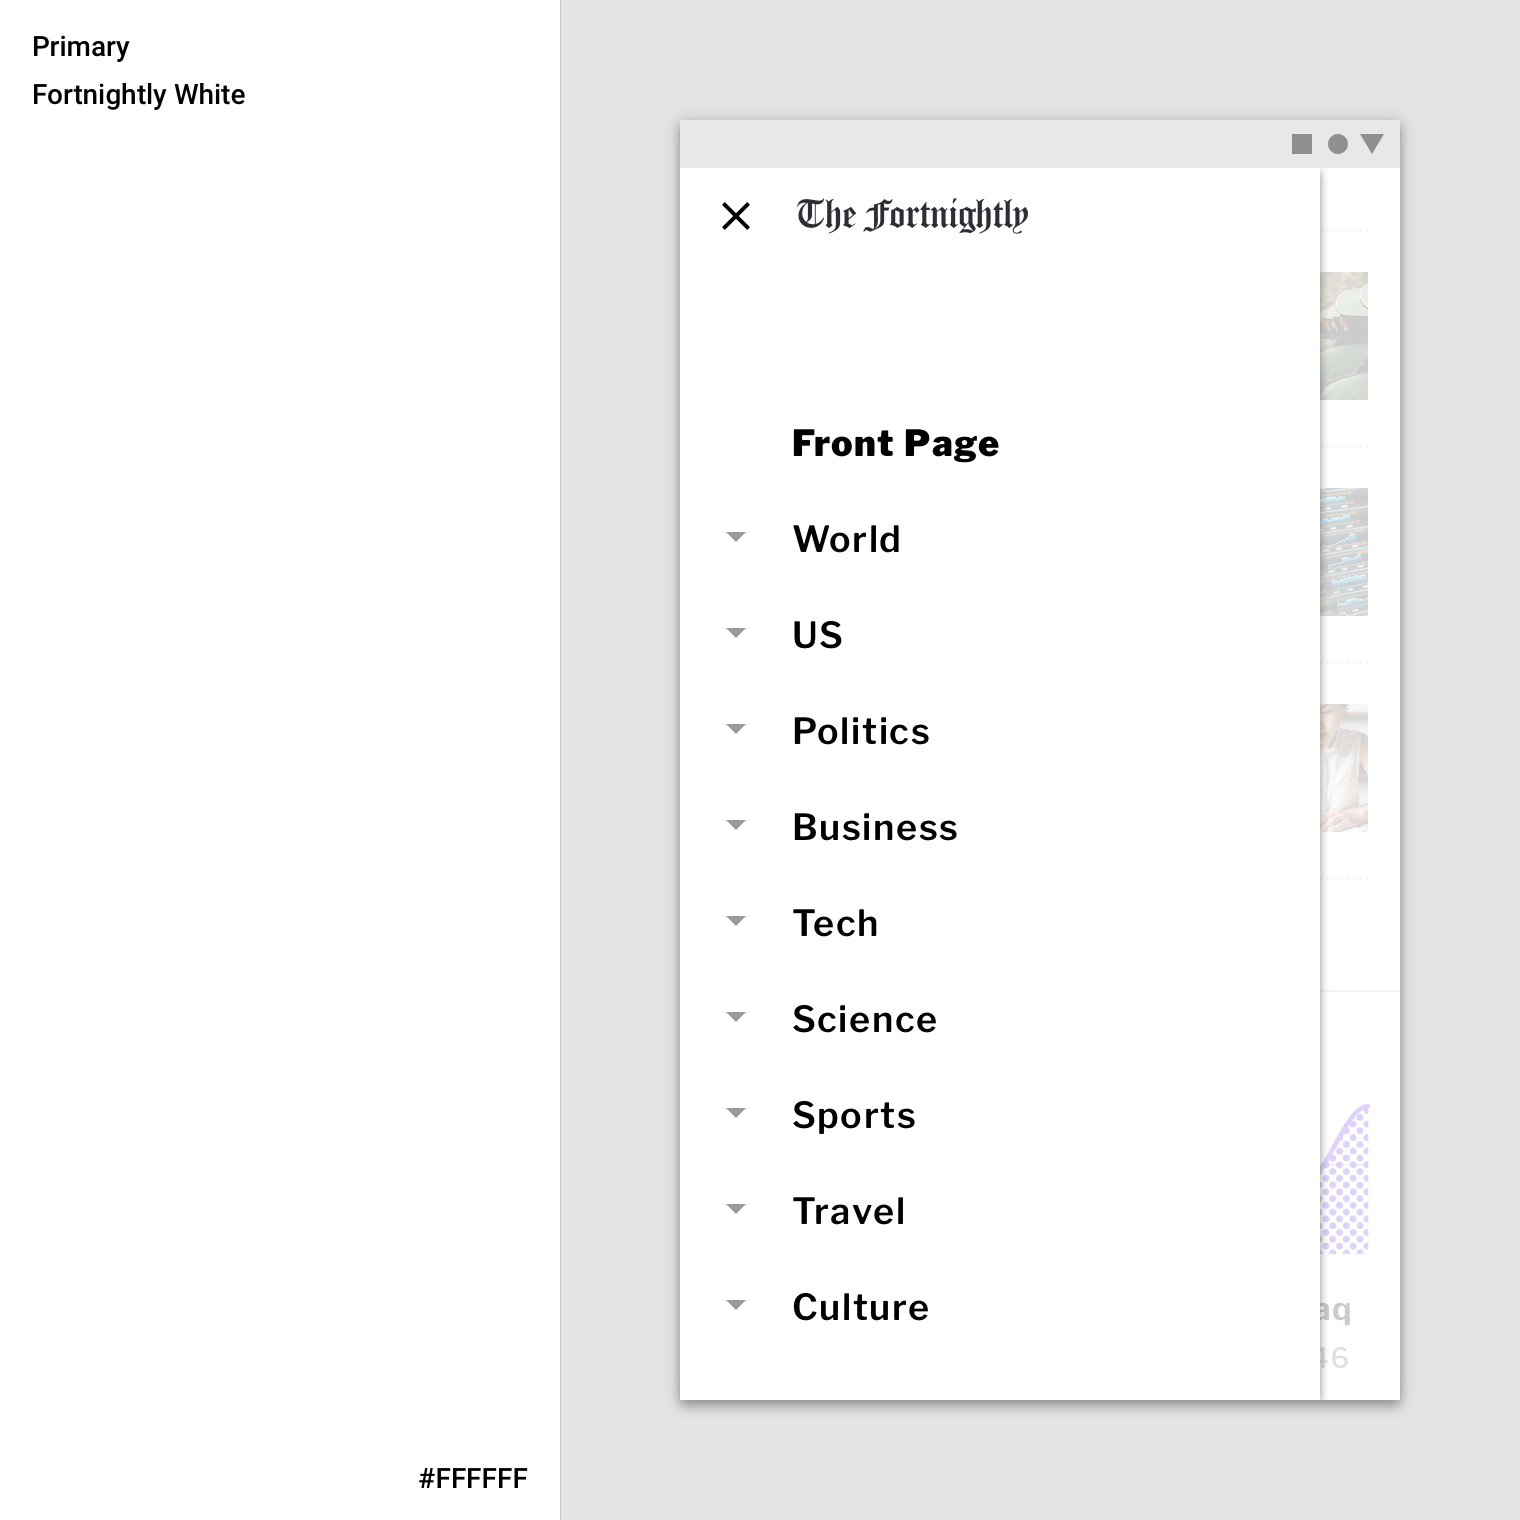 Primary
Fortnightly White
#FFFFFF
The Fortnightly
Front Page
World
US
Politics
Business
Tech
Science
Sports
Travel
Culture
aq
46